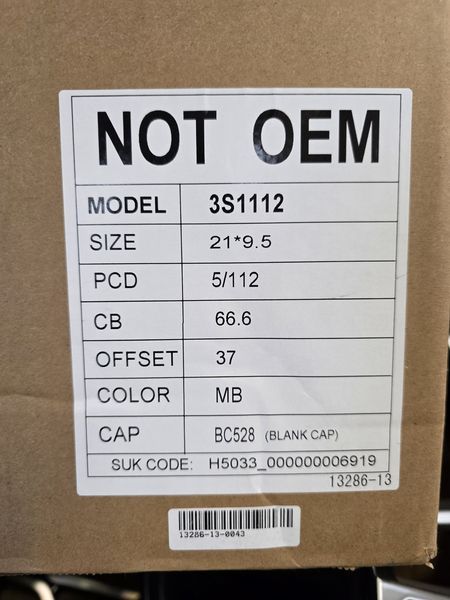 NOT OEM
MODEL 3S1112
SIZE 21*9.5
PCD 5/112
CB 66.6
OFFSET 37
COLOR MB
CAP BC528 (BLANK CAP)
SUK CODE: H5033_000000006919
13286-13
13286-13-0043